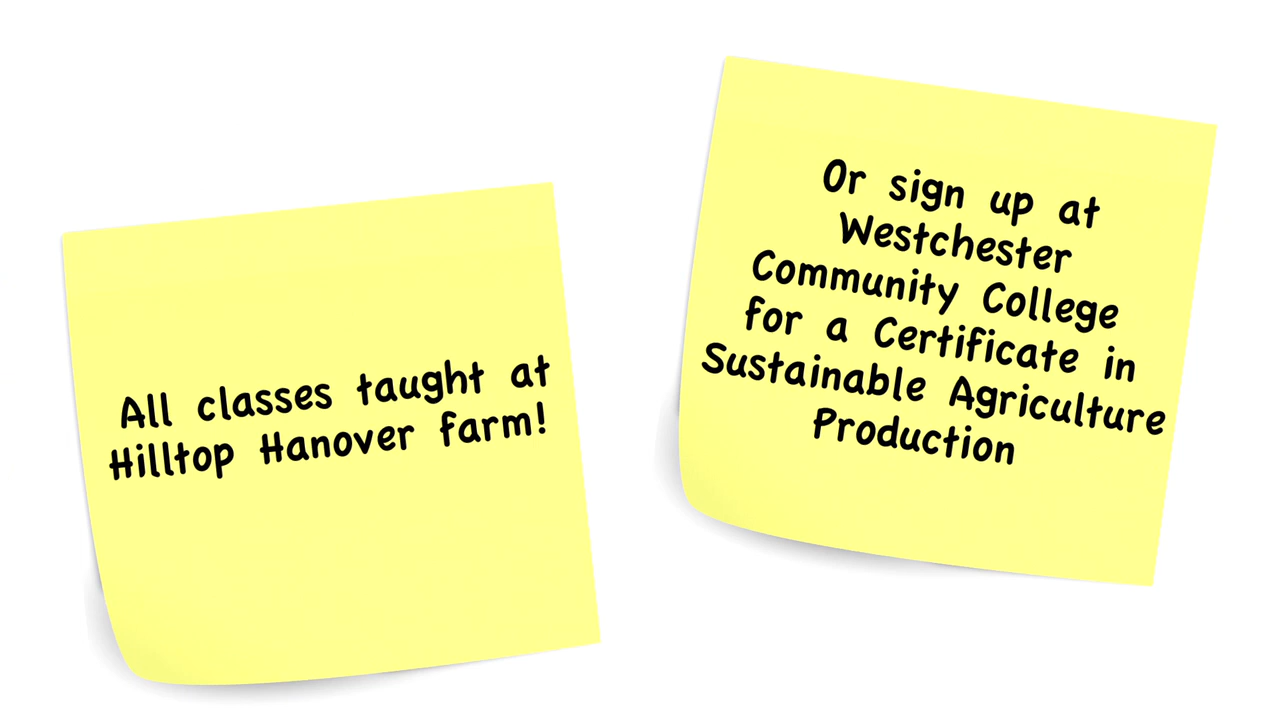 All classes taught at
Hilltop Hanover farm!
Or sign up at
Westchester
Community College
for a Certificate in
Sustainable Agriculture
Production